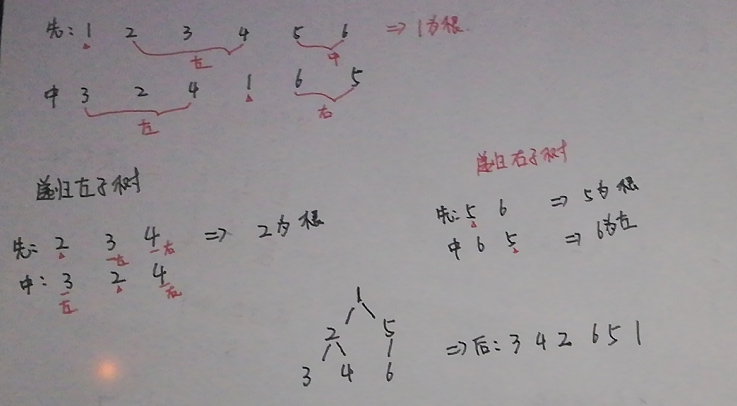 先: 1 2 3 4 5 6 => 1为根.
左 中
中 3 2 4 1 6 5
左 右
递归左子树
先: 2 3 4 => 2为根
左 右
中: 3 2 4
左 右
递归右子树
先: 5 6 => 5为根
中 6 5 => 6为左
1
2 5
3 4 6
=> 后: 3 4 2 6 5 1